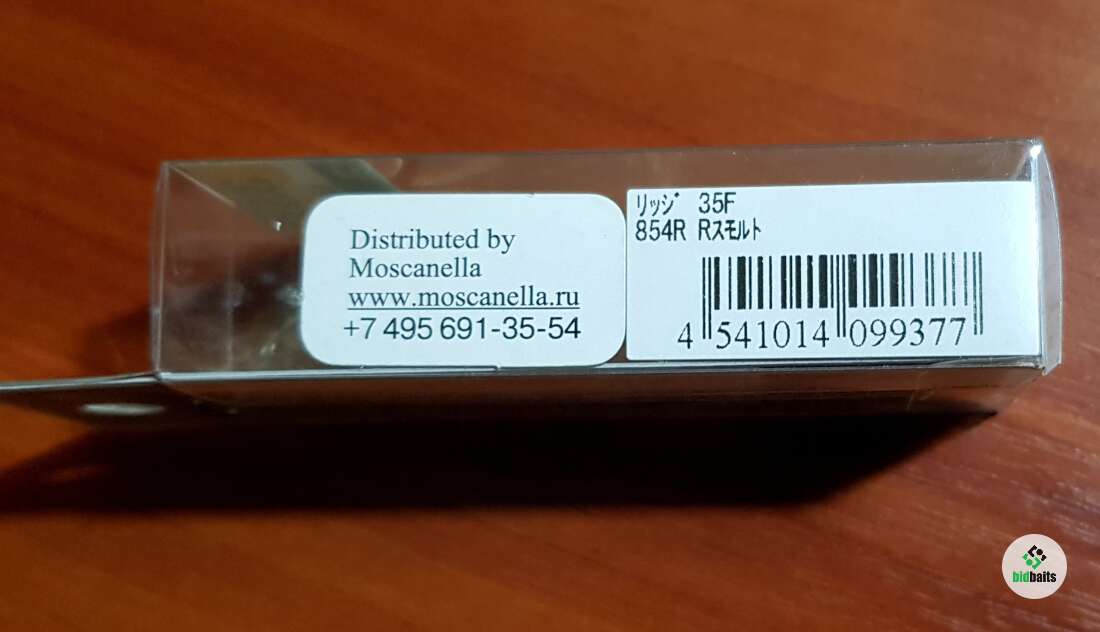 Distributed by
Moscanella
www.moscanella.ru
+7 495 691-35-54
ﾘｯｼﾞ 35F
854R Rｽﾓﾙﾄ
4 541014 099377
bidbaits